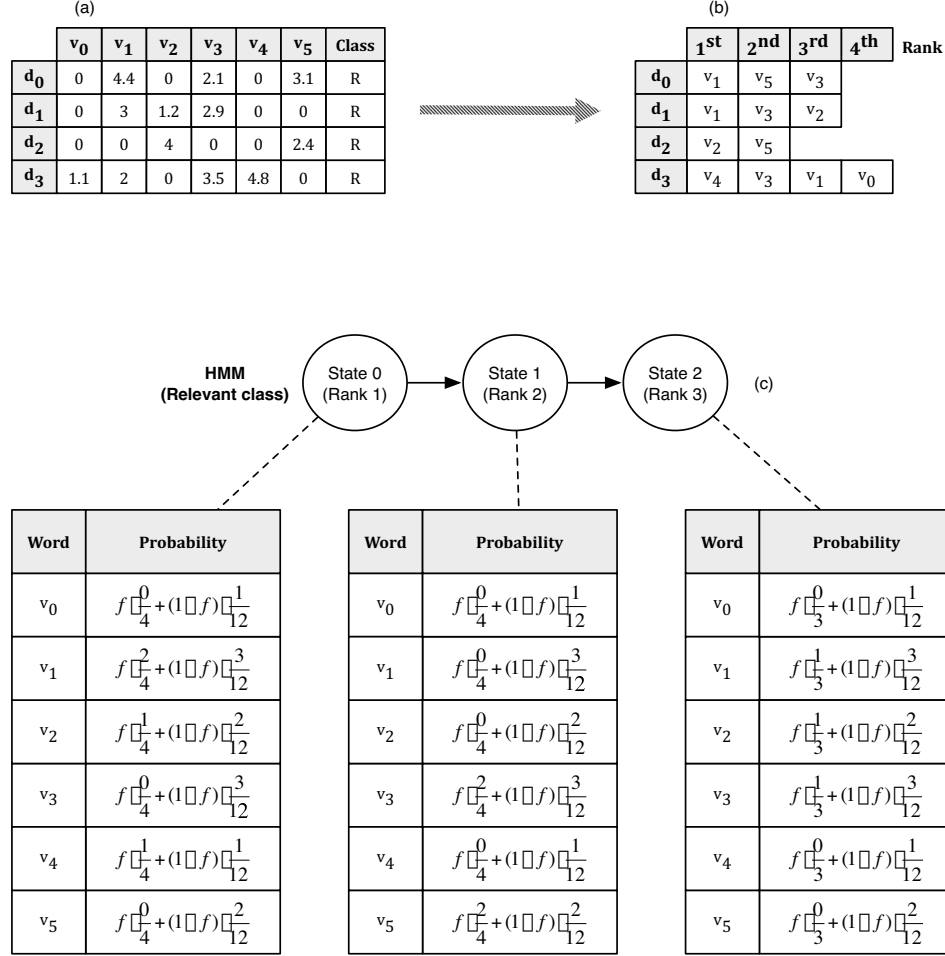 (a)
v0 v1 v2 v3 v4 v5 Class
d0 0 4.4 0 2.1 0 3.1 R
d1 0 3 1.2 2.9 0 0 R
d2 0 0 4 0 0 2.4 R
d3 1.1 2 0 3.5 4.8 0 R
(b)
1st 2nd 3rd 4th Rank
d0 v1 v5 v3
d1 v1 v3 v2
d2 v2 v5
d3 v4 v3 v1 v0
HMM
(Relevant class)
State 0
(Rank 1)
State 1
(Rank 2)
State 2
(Rank 3)
(c)
Word Probability
v0 f□0/4+(1□f)□1/12
v1 f□2/4+(1□f)□3/12
v2 f□1/4+(1□f)□2/12
v3 f□0/4+(1□f)□3/12
v4 f□1/4+(1□f)□1/12
v5 f□0/4+(1□f)□2/12
Word Probability
v0 f□0/4+(1□f)□1/12
v1 f□0/4+(1□f)□3/12
v2 f□0/4+(1□f)□2/12
v3 f□2/4+(1□f)□3/12
v4 f□0/4+(1□f)□1/12
v5 f□2/4+(1□f)□2/12
Word Probability
v0 f□0/3+(1□f)□1/12
v1 f□1/3+(1□f)□3/12
v2 f□1/3+(1□f)□2/12
v3 f□1/3+(1□f)□3/12
v4 f□0/3+(1□f)□1/12
v5 f□0/3+(1□f)□2/12